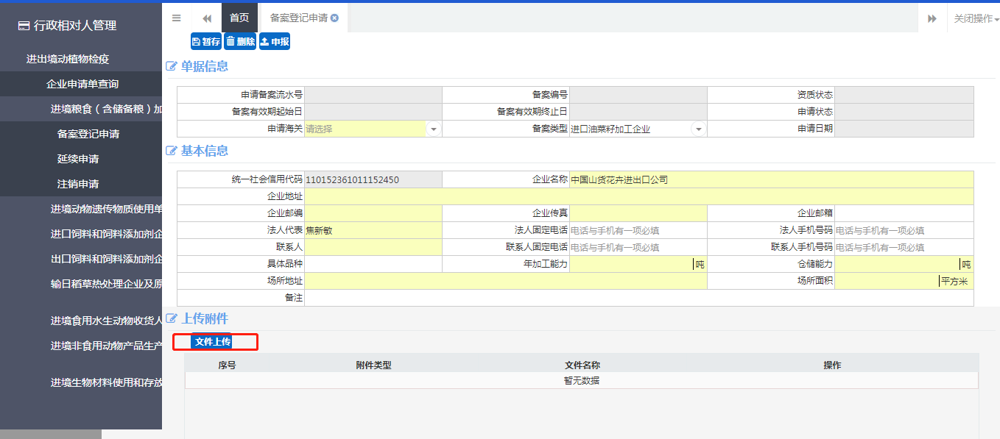 行政相对人管理
进出境动植物检疫
企业申请单查询
进境粮食（含储备粮）加
备案登记申请
延续申请
注销申请
进境动物遗传物质使用单
进口饲料和饲料添加剂企
出口饲料和饲料添加剂企
输日稻草热处理企业及原
进境食用水生动物收货人
进境非食用动物产品生产
进境生物材料使用和存放
首页 备案登记申请 关闭操作
暂存 删除 申报
单据信息
申请备案流水号 备案编号 资质状态
备案有效期起始日 备案有效期终止日 申请状态
申请海关 请选择 备案类型 进口油菜籽加工企业 申请日期
基本信息
统一社会信用代码 110152361011152450 企业名称 中国山货花卉进出口公司
企业地址
企业邮编 企业传真 企业邮箱
法人代表 焦新敏 法人固定电话 电话与手机有一项必填 法人手机号码 电话与手机有一项必填
联系人 联系人固定电话 电话与手机有一项必填 联系人手机号码 电话与手机有一项必填
具体品种 年加工能力 吨 仓储能力 吨
场所地址 场所面积 平方米
备注
上传附件
文件上传
序号 附件类型 文件名称 操作
暂无数据